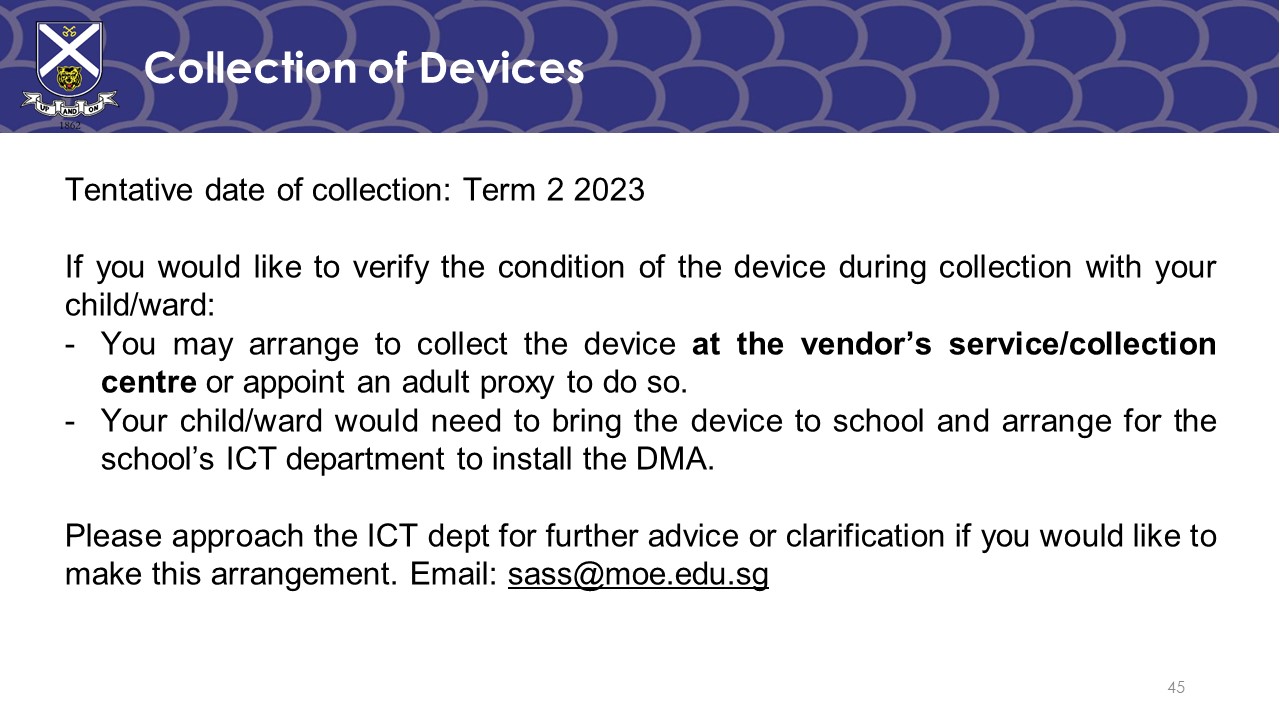 Collection of Devices
UP AND ON
1862
Tentative date of collection: Term 2 2023
If you would like to verify the condition of the device during collection with your
child/ward:
- You may arrange to collect the device at the vendor’s service/collection
centre or appoint an adult proxy to do so.
- Your child/ward would need to bring the device to school and arrange for the
school’s ICT department to install the DMA.
Please approach the ICT dept for further advice or clarification if you would like to
make this arrangement. Email: sass@moe.edu.sg
45